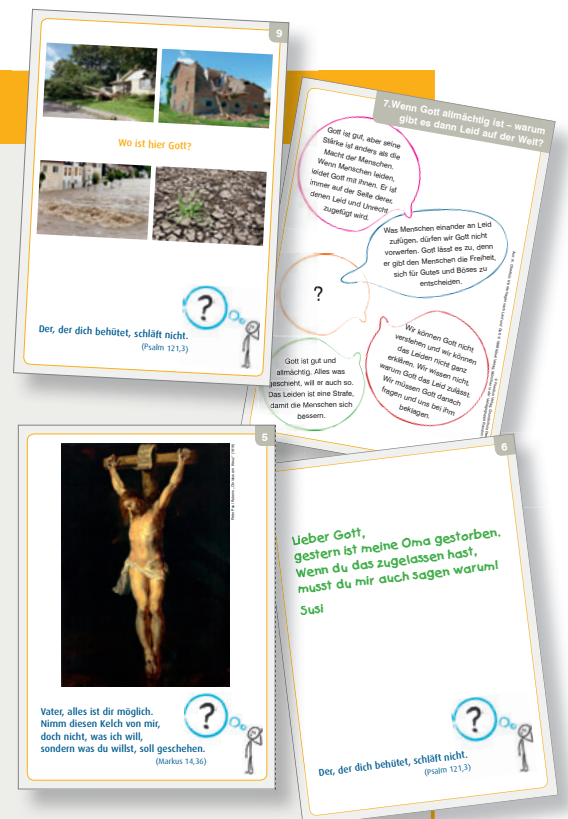 9
Wo ist hier Gott?
?
Der, der dich behütet, schläft nicht.
(Psalm 121,3)
7.Wenn Gott allmächtig ist – warum
gibt es dann Leid auf der Welt?
Gott ist gut, aber seine
Stärke ist anders als die
Macht der Menschen.
Wenn Menschen leiden,
leidet Gott mit ihnen. Er ist
immer auf der Seite derer,
denen Leid und Unrecht
zugefügt wird.
Was Menschen einander an Leid
zufügen, dürfen wir Gott nicht
vorwerfen. Gott lässt es zu, denn
er gibt den Menschen die Freiheit,
sich für Gutes und Böses zu
entscheiden.
?
Wir können Gott nicht
verstehen und wir können
das Leiden nicht ganz
erklären. Wir wissen nicht,
warum Gott das Leid zulässt.
Wir müssen Gott danach
fragen und uns bei ihm
beklagen.
Gott ist gut und
allmächtig. Alles was
geschieht, will er auch so.
Das Leiden ist eine Strafe,
damit die Menschen sich
bessern.
5
Vater, alles ist dir möglich.
Nimm diesen Kelch von mir,
doch nicht, was ich will,
sondern was du willst, soll geschehen.
(Markus 14,36)
?
6
Lieber Gott,
gestern ist meine Oma gestorben.
Wenn du das zugelassen hast,
musst du mir auch sagen warum!
Susi
?
Der, der dich behütet, schläft nicht.
(Psalm 121,3)